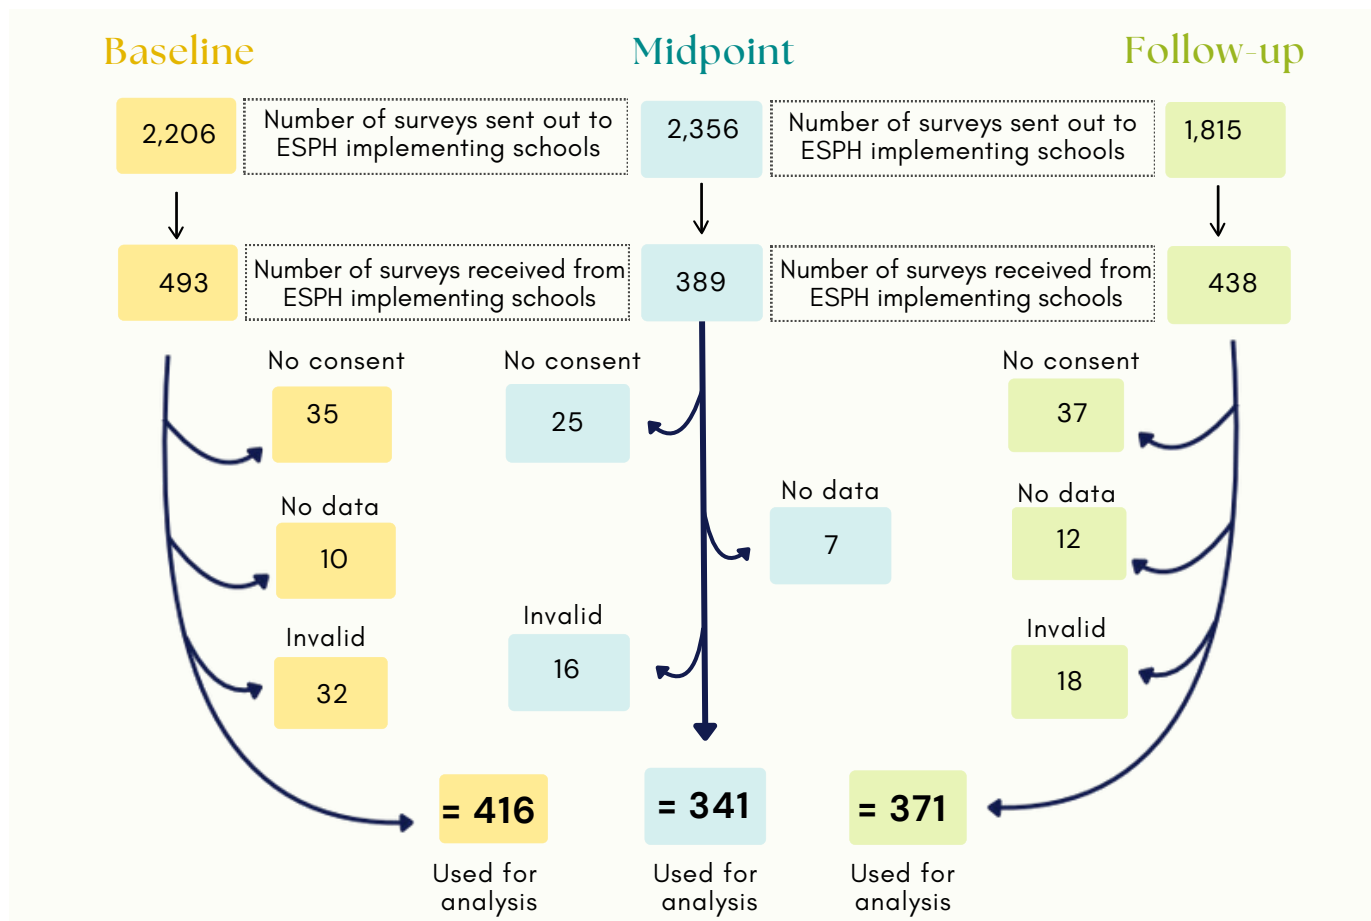 Baseline
Midpoint
Follow-up
2,206
Number of surveys sent out to
ESPH implementing schools
2,356
Number of surveys sent out to
ESPH implementing schools
1,815
493
Number of surveys received from
ESPH implementing schools
389
Number of surveys received from
ESPH implementing schools
438
No consent
35
No consent
25
No consent
37
No data
10
No data
7
No data
12
Invalid
32
Invalid
16
Invalid
18
= 416
= 341
= 371
Used for
analysis
Used for
analysis
Used for
analysis